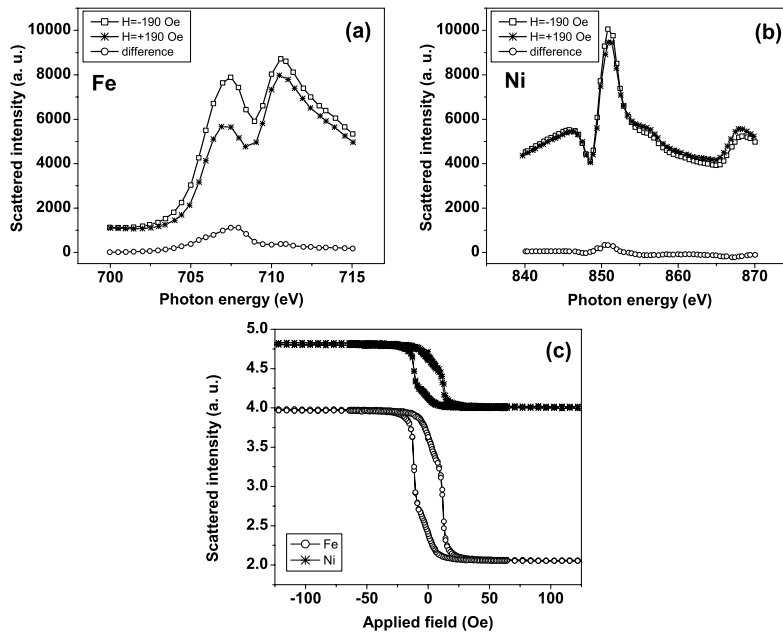 H=-190 Oe
H=+190 Oe
difference
(a)
Fe
Scattered intensity (a. u.)
10000
8000
6000
4000
2000
0
700 705 710 715
Photon energy (eV)
H=-190 Oe
H=+190 Oe
difference
(b)
Ni
Scattered intensity (a. u.)
10000
8000
6000
4000
2000
0
840 850 860 870
Photon energy (eV)
(c)
Scattered intensity (a. u.)
5.0
4.5
4.0
3.5
3.0
2.5
2.0
Fe
Ni
-100 -50 0 50 100
Applied field (Oe)